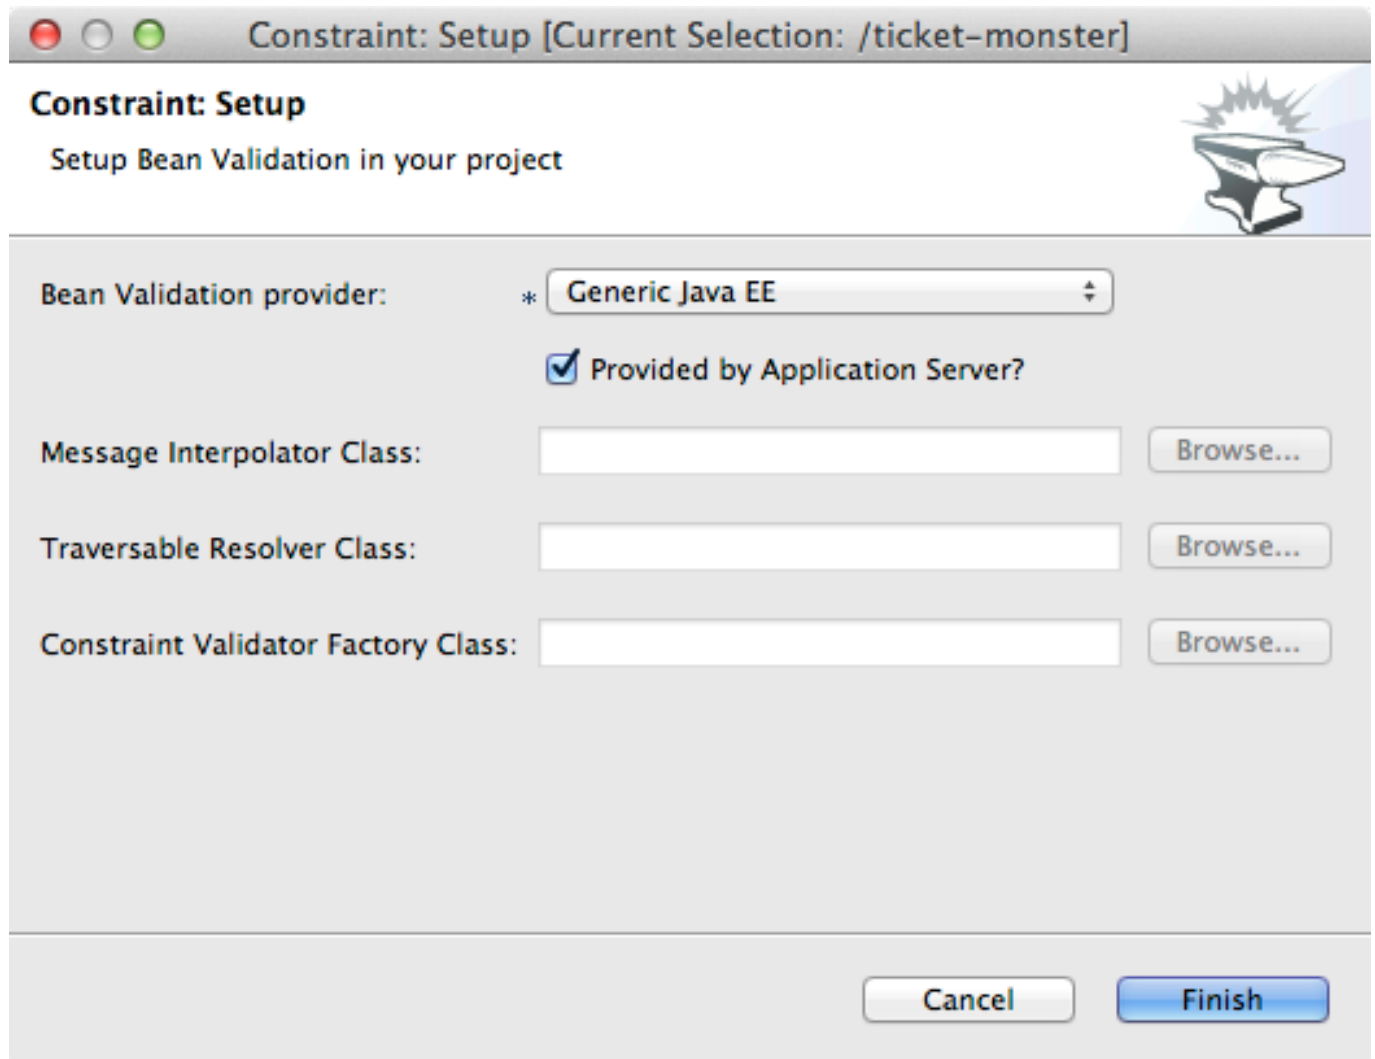 Constraint: Setup [Current Selection: /ticket-monster]
Constraint: Setup
Setup Bean Validation in your project
Bean Validation provider: * Generic Java EE
Provided by Application Server?
Message Interpolator Class: Browse...
Traversable Resolver Class: Browse...
Constraint Validator Factory Class: Browse...
Cancel Finish